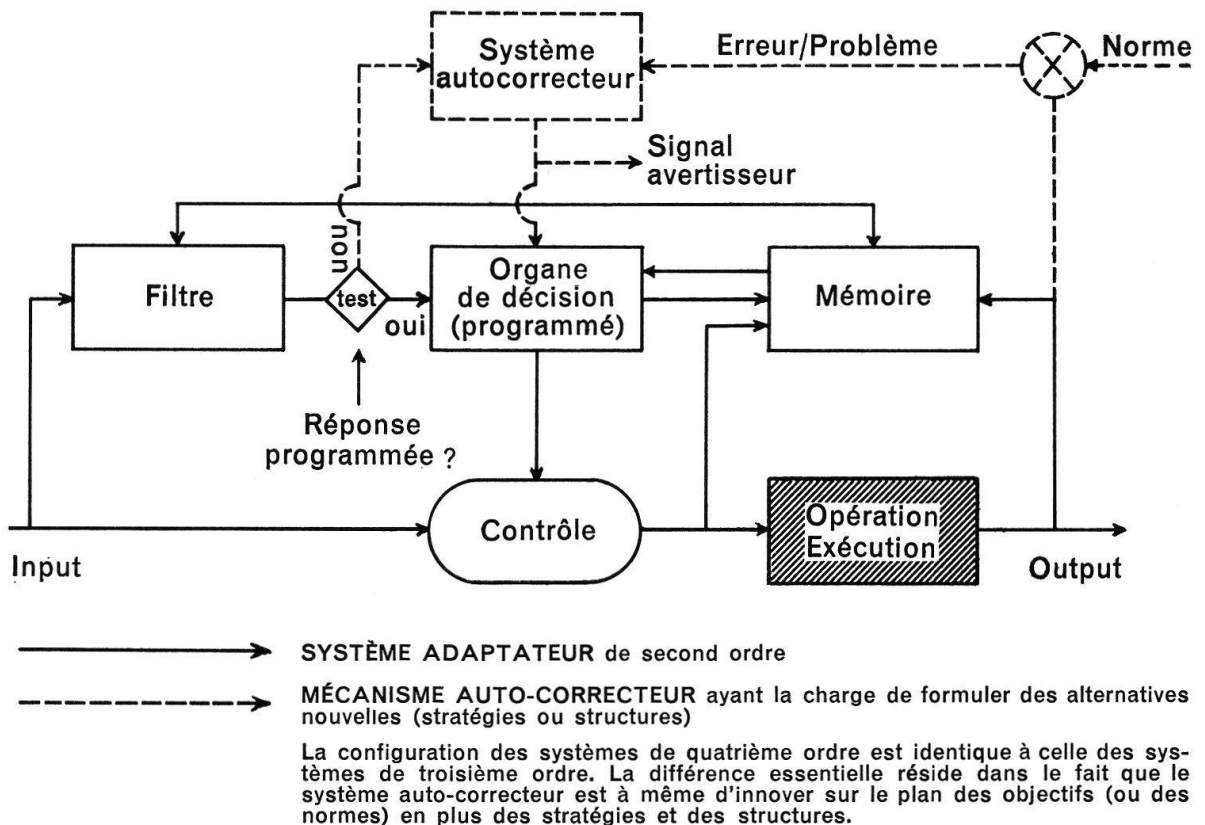 Système
autocorrecteur
Erreur/Problème
Norme
Signal
avertisseur
non
Filtre
test
oui
Organe
de décision
(programmé)
Mémoire
Réponse
programmée ?
Contrôle
Opération
Exécution
Input
Output
SYSTÈME ADAPTATEUR de second ordre
MÉCANISME AUTO-CORRECTEUR ayant la charge de formuler des alternatives
nouvelles (stratégies ou structures)
La configuration des systèmes de quatrième ordre est identique à celle des sys-
tèmes de troisième ordre. La différence essentielle réside dans le fait que le
système auto-correcteur est à même d'innover sur le plan des objectifs (ou des
normes) en plus des stratégies et des structures.